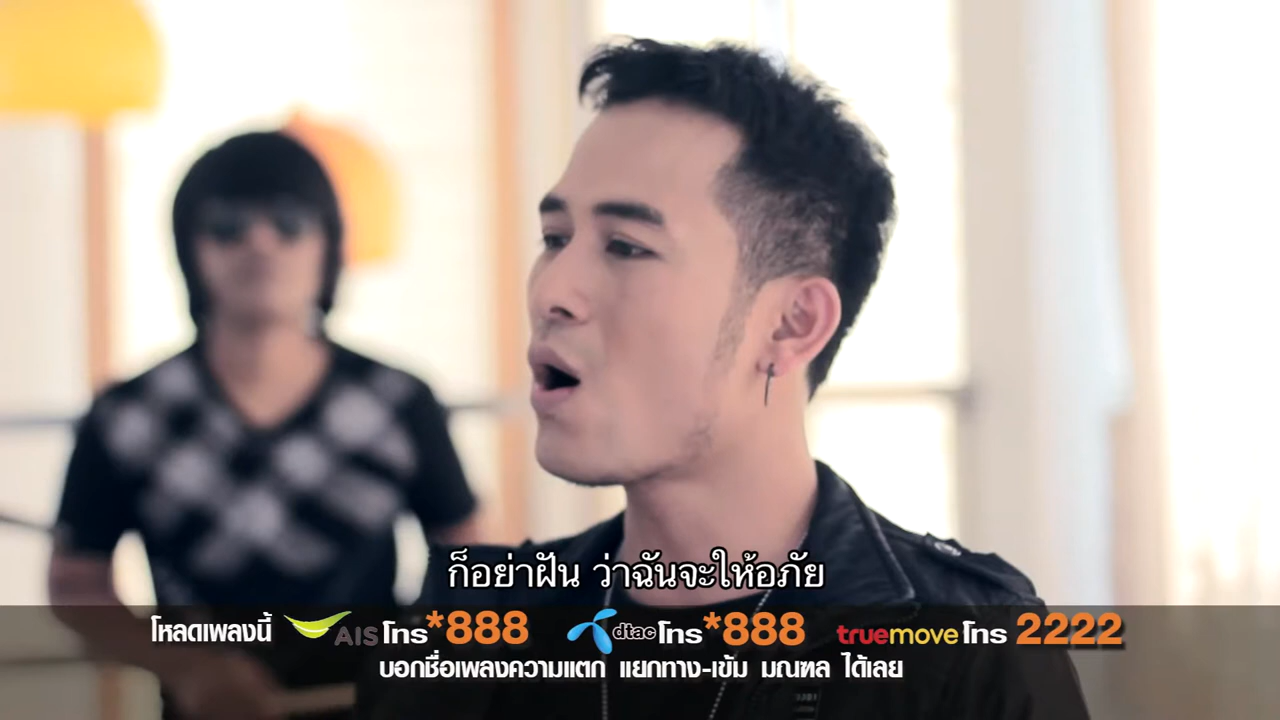 ก็อย่าฝัน ว่าฉันจะให้อภัย
โหลดเพลงนี้ AIS โทร *888 dtac โทร *888 truemove โทร 2222
บอกชื่อเพลงความแตก แยกทาง-เข้ม มณฑล ได้เลย